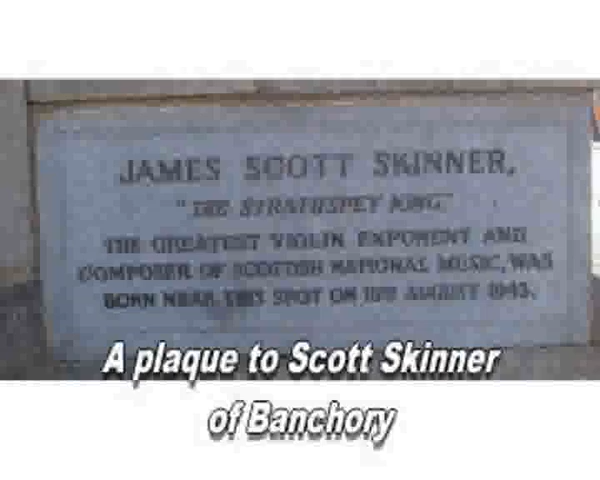 JAMES SCOTT SKINNER,
"THE STRATHSPEY KING"
THE GREATEST VIOLIN EXPONENT AND
COMPOSER OF SCOTTISH NATIONAL MUSIC, WAS
BORN NEAR THIS SPOT ON AUGUST
A plaque to Scott Skinner
of Banchory